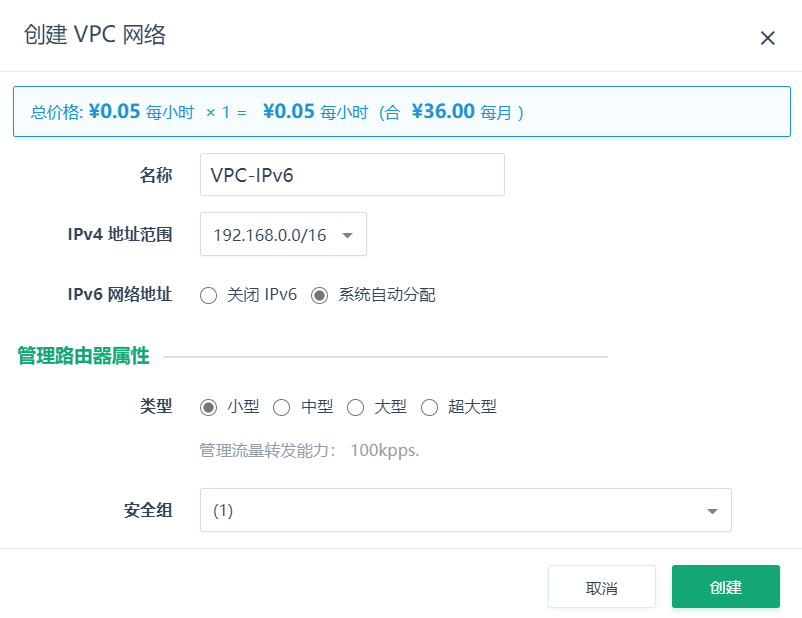 创建 VPC 网络
总价格: ¥0.05 每小时 × 1 = ¥0.05 每小时 (合 ¥36.00 每月 )
名称 VPC-IPv6
IPv4 地址范围 192.168.0.0/16
IPv6 网络地址 关闭 IPv6 系统自动分配
管理路由器属性
类型 小型 中型 大型 超大型
管理流量转发能力： 100kpps.
安全组 (1)
取消 创建